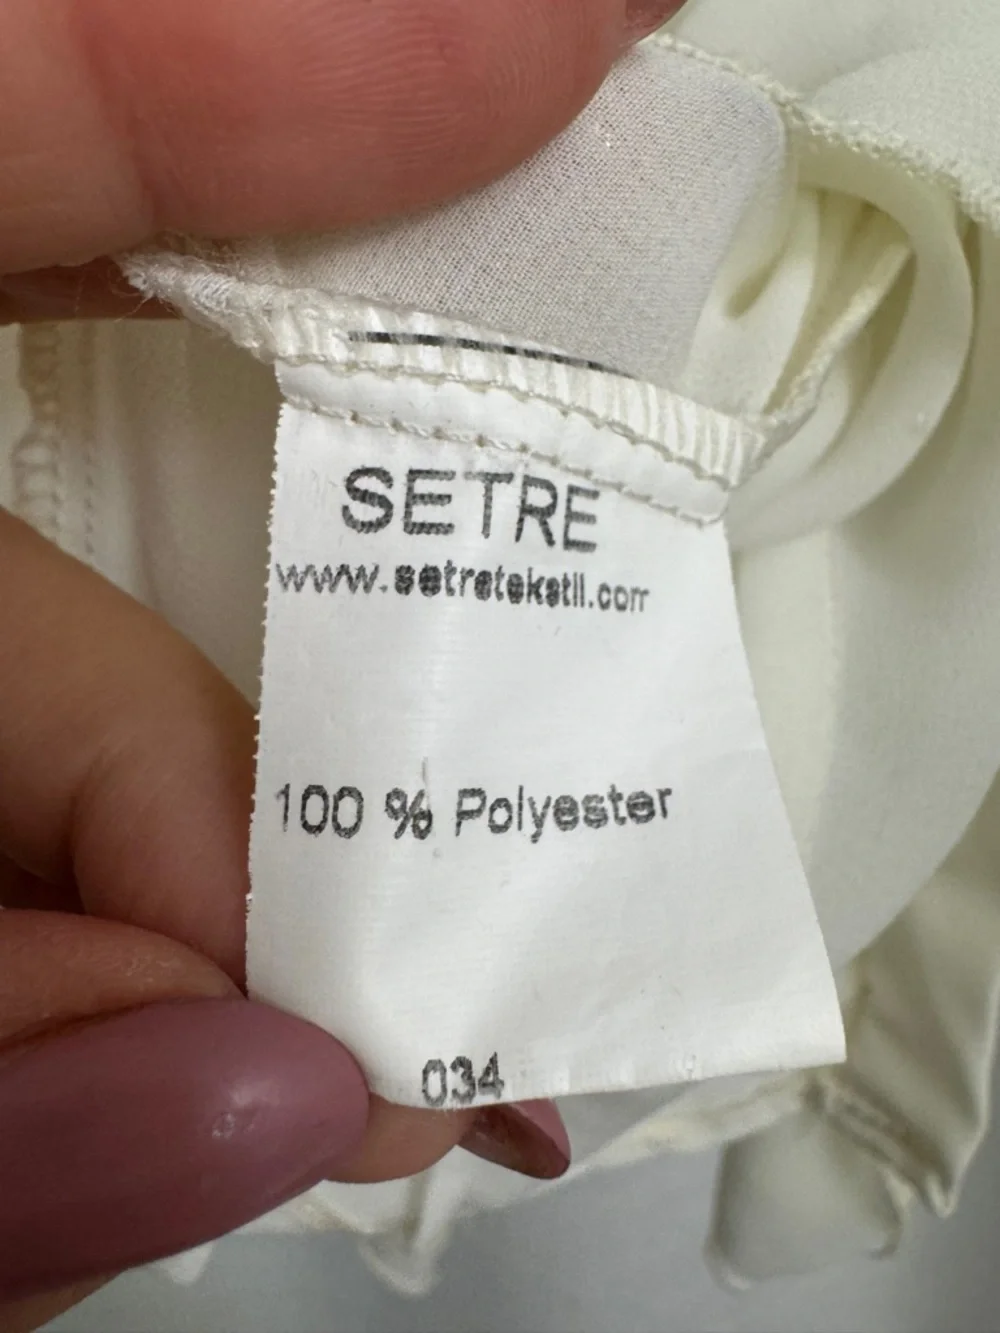 SETRE
www.setretekstil.com
100 % Polyester
034